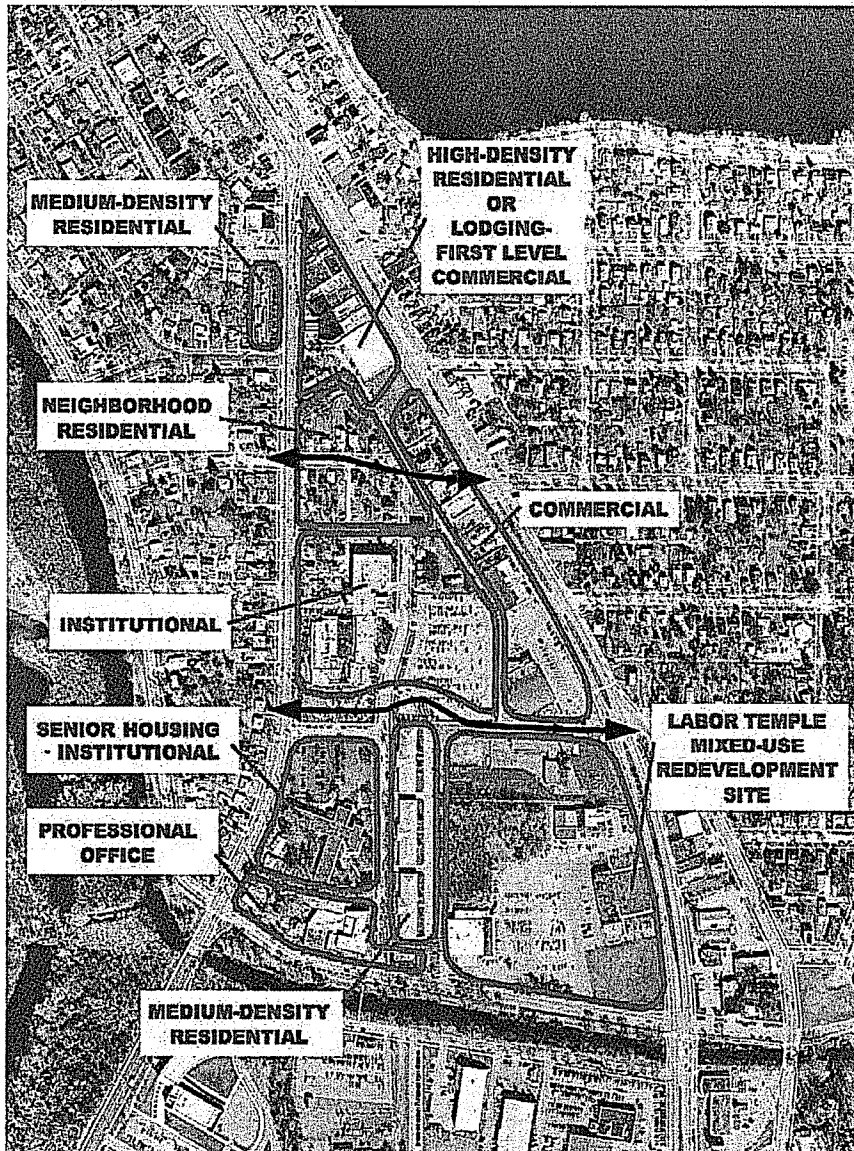 HIGH-DENSITY
RESIDENTIAL
OR
LODGING-
FIRST LEVEL
COMMERCIAL
MEDIUM-DENSITY
RESIDENTIAL
NEIGHBORHOOD
RESIDENTIAL
COMMERCIAL
INSTITUTIONAL
SENIOR HOUSING
- INSTITUTIONAL
LABOR TEMPLE
MIXED-USE
REDEVELOPMENT
SITE
PROFESSIONAL
OFFICE
MEDIUM-DENSITY
RESIDENTIAL